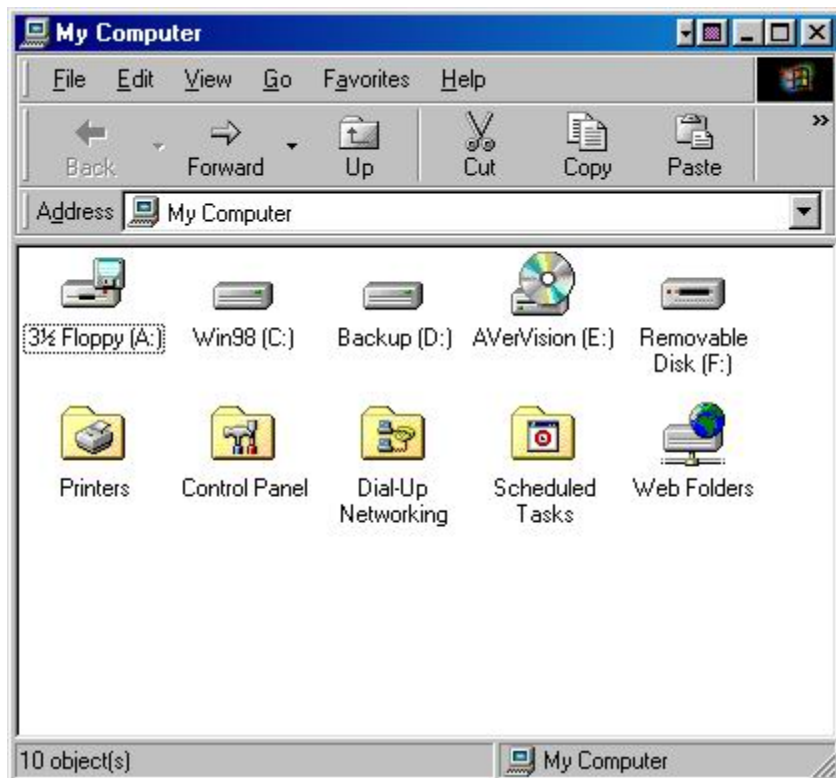 My Computer
File Edit View Go Favorites Help
Back Forward Up Cut Copy Paste »
Address My Computer
3½ Floppy (A:) Win98 (C:) Backup (D:) AVerVision (E:) Removable
Disk (F:)
Printers Control Panel Dial-Up Scheduled Web Folders
Networking Tasks
10 object(s) My Computer